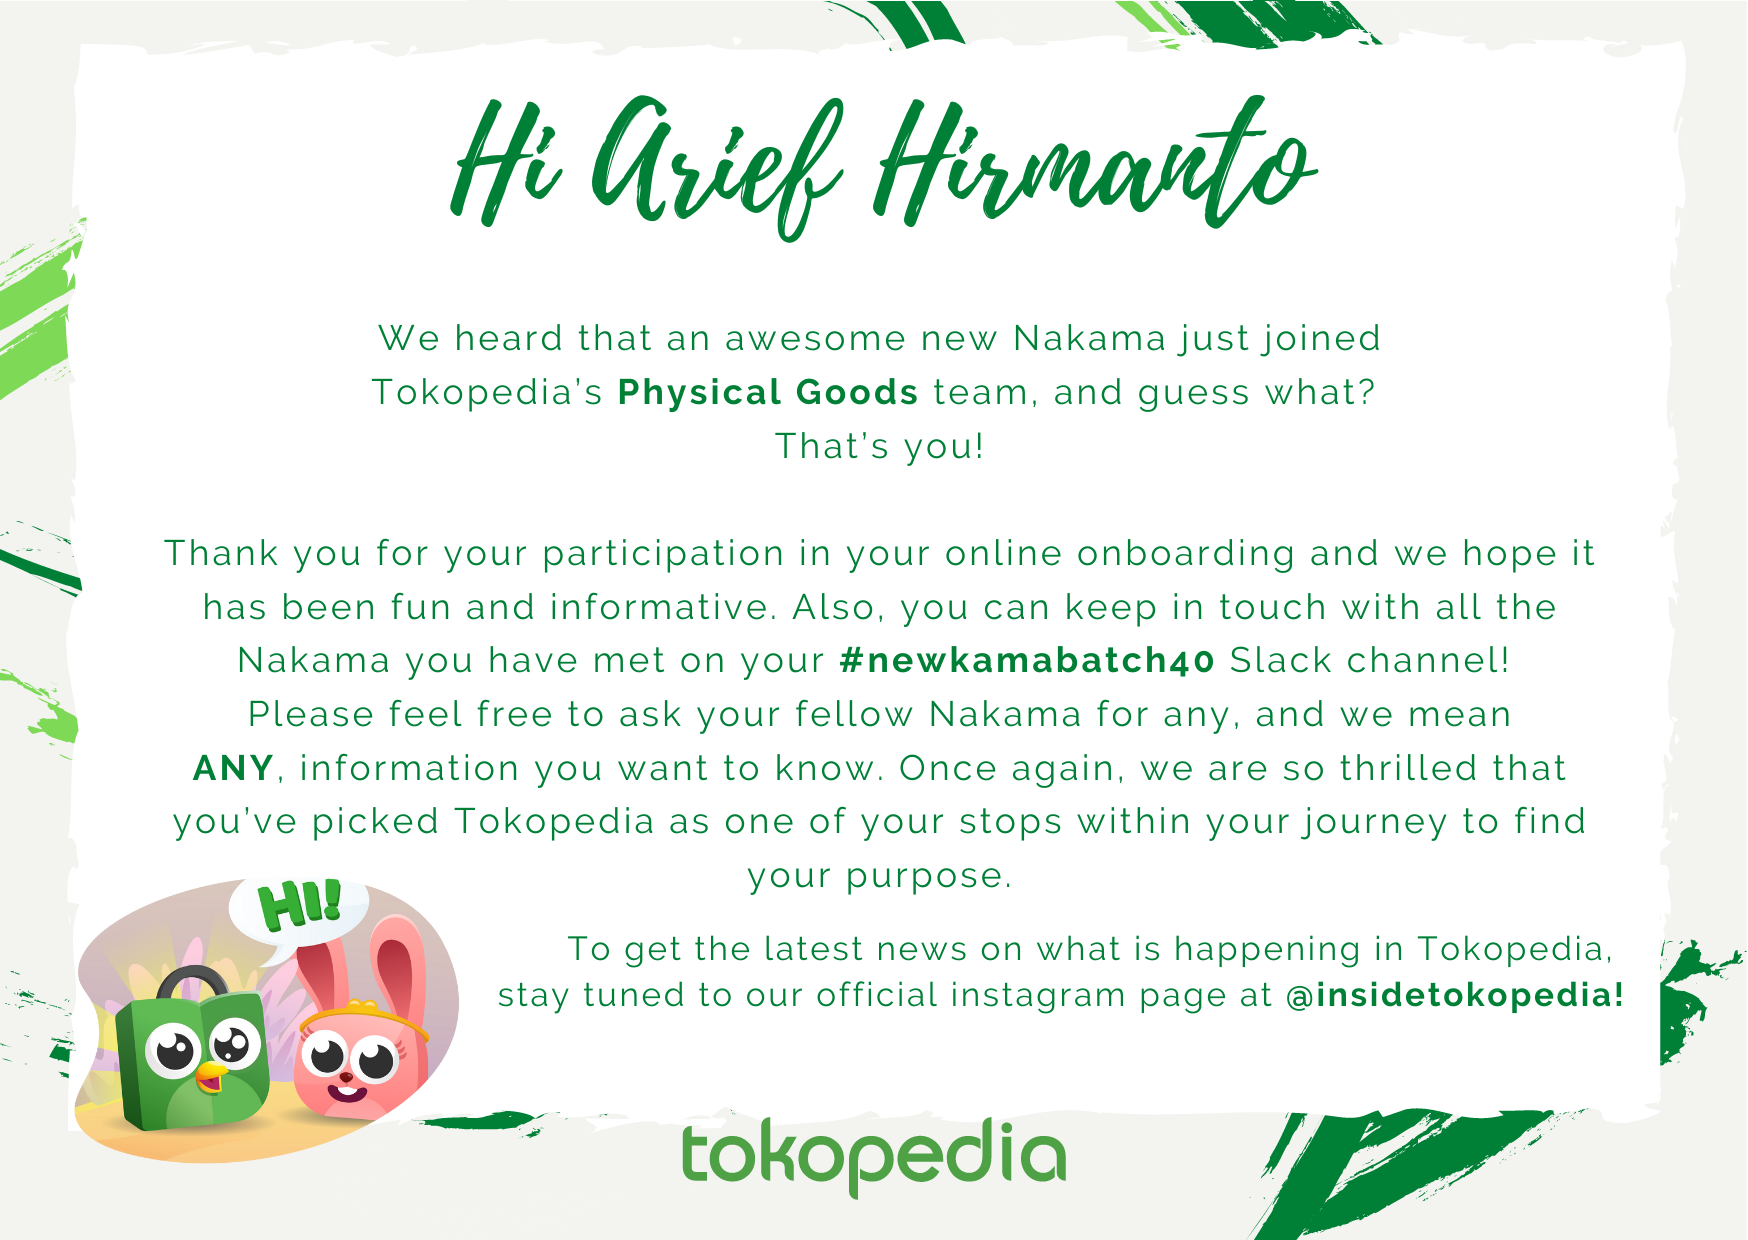 Hi Arief Hirmanto
We heard that an awesome new Nakama just joined
Tokopedia’s Physical Goods team, and guess what?
That’s you!
Thank you for your participation in your online onboarding and we hope it
has been fun and informative. Also, you can keep in touch with all the
Nakama you have met on your #newkamabatch40 Slack channel!
Please feel free to ask your fellow Nakama for any, and we mean
ANY, information you want to know. Once again, we are so thrilled that
you’ve picked Tokopedia as one of your stops within your journey to find
your purpose.
HI!
To get the latest news on what is happening in Tokopedia,
stay tuned to our official instagram page at @insidetokopedia!
tokopedia